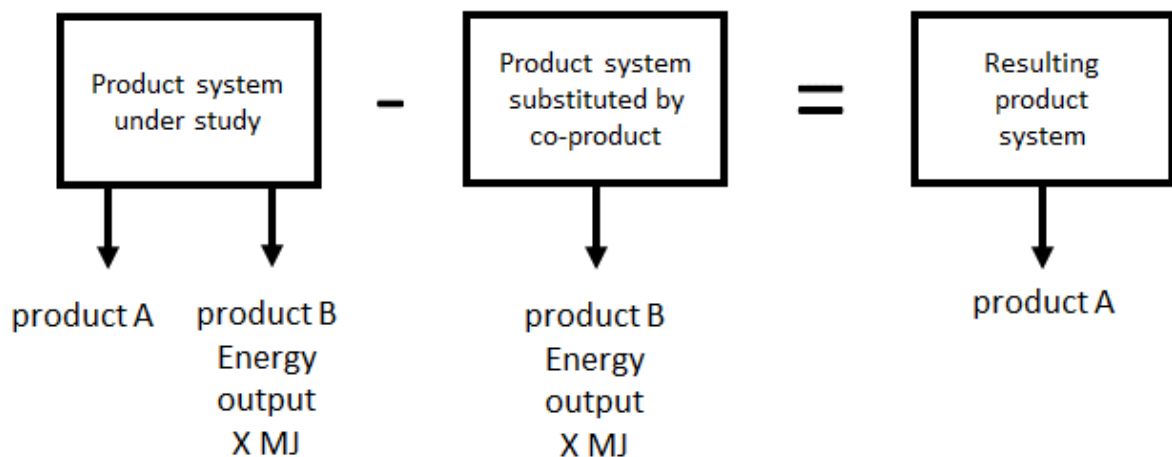 Product system
under study
-
Product system
substituted by
co-product
=
Resulting
product
system
product A
product B
Energy
output
X MJ
product B
Energy
output
X MJ
product A